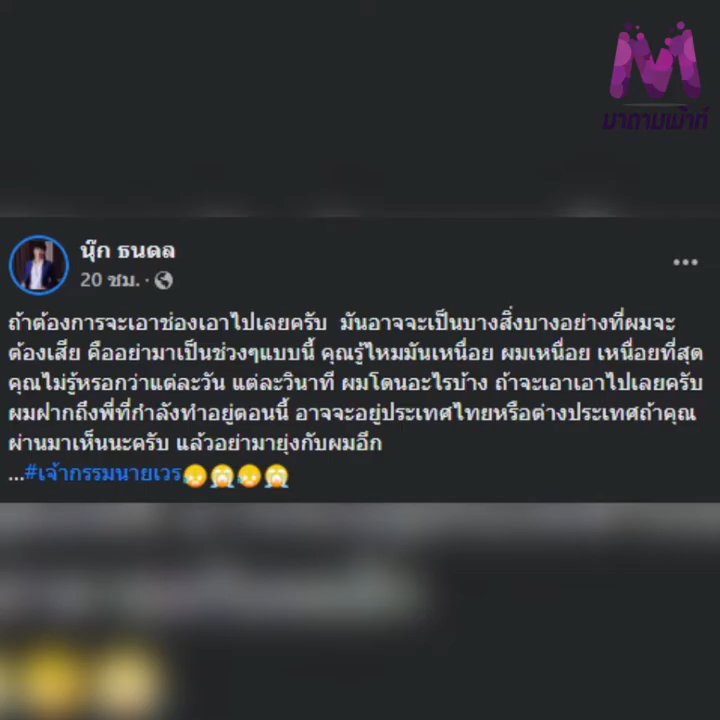 มาดามเม้าท์
นุ๊ก ธนดล
20 ชม. ·
ถ้าต้องการจะเอาช่องเอาไปเลยครับ มันอาจจะเป็นบางสิ่งบางอย่างที่ผมจะ
ต้องเสีย คืออย่ามาเป็นช่วงๆแบบนี้ คุณรู้ไหมมันเหนื่อย ผมเหนื่อย เหนื่อยที่สุด
คุณไม่รู้หรอกว่าแต่ละวัน แต่ละวินาที ผมโดนอะไรบ้าง ถ้าจะเอาเอาไปเลยครับ
ผมฝากถึงพี่ที่กำลังทำอยู่ตอนนี้ อาจจะอยู่ประเทศไทยหรือต่างประเทศถ้าคุณ
ผ่านมาเห็นนะครับ แล้วอย่ามายุ่งกับผมอีก
...#เจ้ากรรมนายเวร